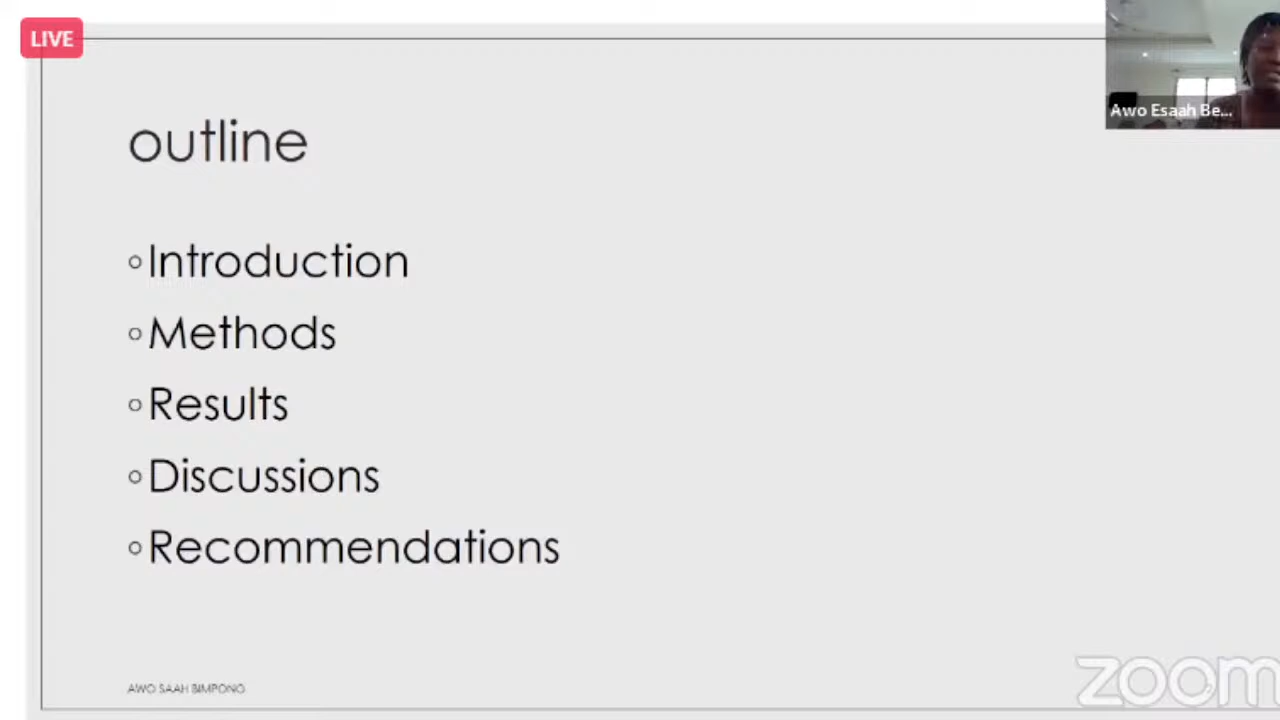 LIVE
Awo Esaah Be...
outline
Introduction
Methods
Results
Discussions
Recommendations
AWO SAAH BIMPONG
zoom